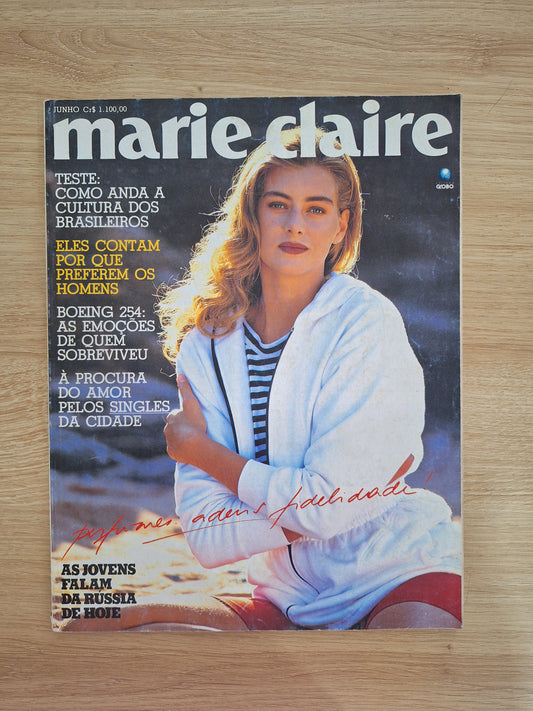 JUNHO Cz$ 1.100,00
marie claire
GLOBO
TESTE:
COMO ANDA A
CULTURA DOS
BRASILEIROS
ELES CONTAM
POR QUE
PREFEREM OS
HOMENS
BOEING 254:
AS EMOÇÕES
DE QUEM
SOBREVIVEU
À PROCURA
DO AMOR
PELOS SINGLES
DA CIDADE
perfumes, adeus fidelidade!
AS JOVENS
FALAM
DA RÚSSIA
DE HOJE